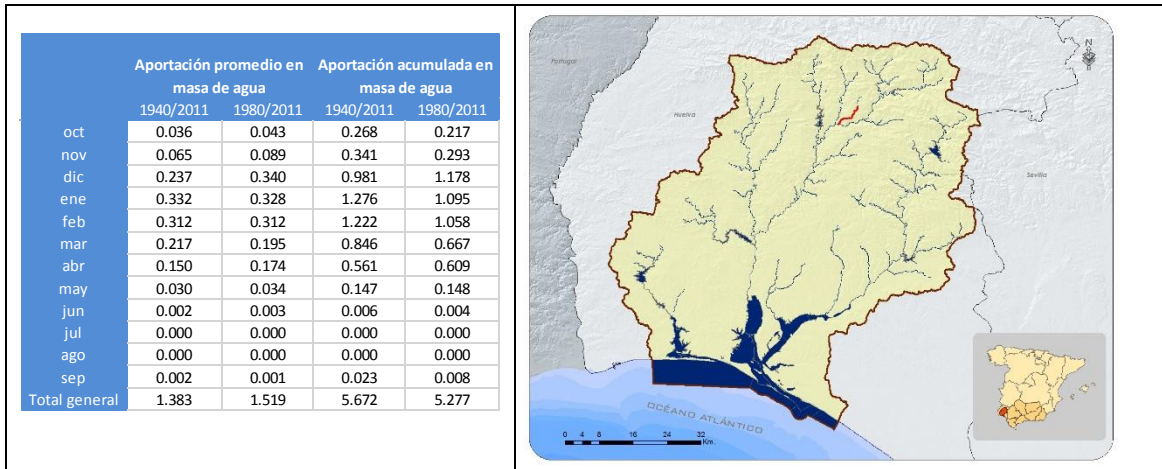 Aportación promedio en Aportación acumulada en
masa de agua masa de agua
1940/2011 1980/2011 1940/2011 1980/2011
oct 0.036 0.043 0.268 0.217
nov 0.065 0.089 0.341 0.293
dic 0.237 0.340 0.981 1.178
ene 0.332 0.328 1.276 1.095
feb 0.312 0.312 1.222 1.058
mar 0.217 0.195 0.846 0.667
abr 0.150 0.174 0.561 0.609
may 0.030 0.034 0.147 0.148
jun 0.002 0.003 0.006 0.004
jul 0.000 0.000 0.000 0.000
ago 0.000 0.000 0.000 0.000
sep 0.002 0.001 0.023 0.008
Total general 1.383 1.519 5.672 5.277
N
Portugal
Huelva
Sevilla
OCÉANO ATLÁNTICO
0 4 8 16 24 32
Km.